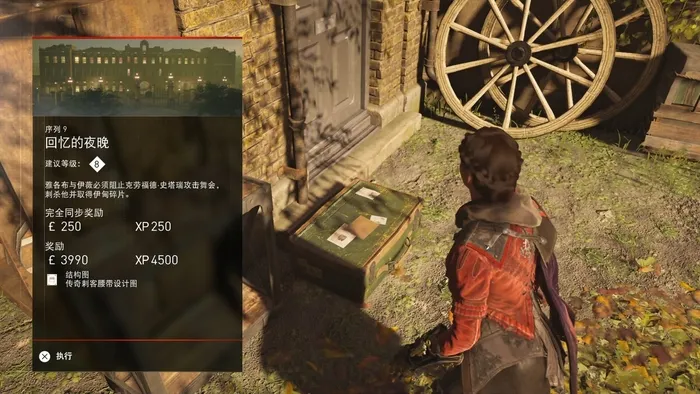 序列 9
回忆的夜晚
建议等级： 8
雅各布与伊薇必须阻止克劳福德·史塔瑞攻击舞会，
刺杀他并取得伊甸碎片。
完全同步奖励
￡ 250 XP 250
奖励
￡ 3990 XP 4500
结构图
传奇刺客腰带设计图
执行